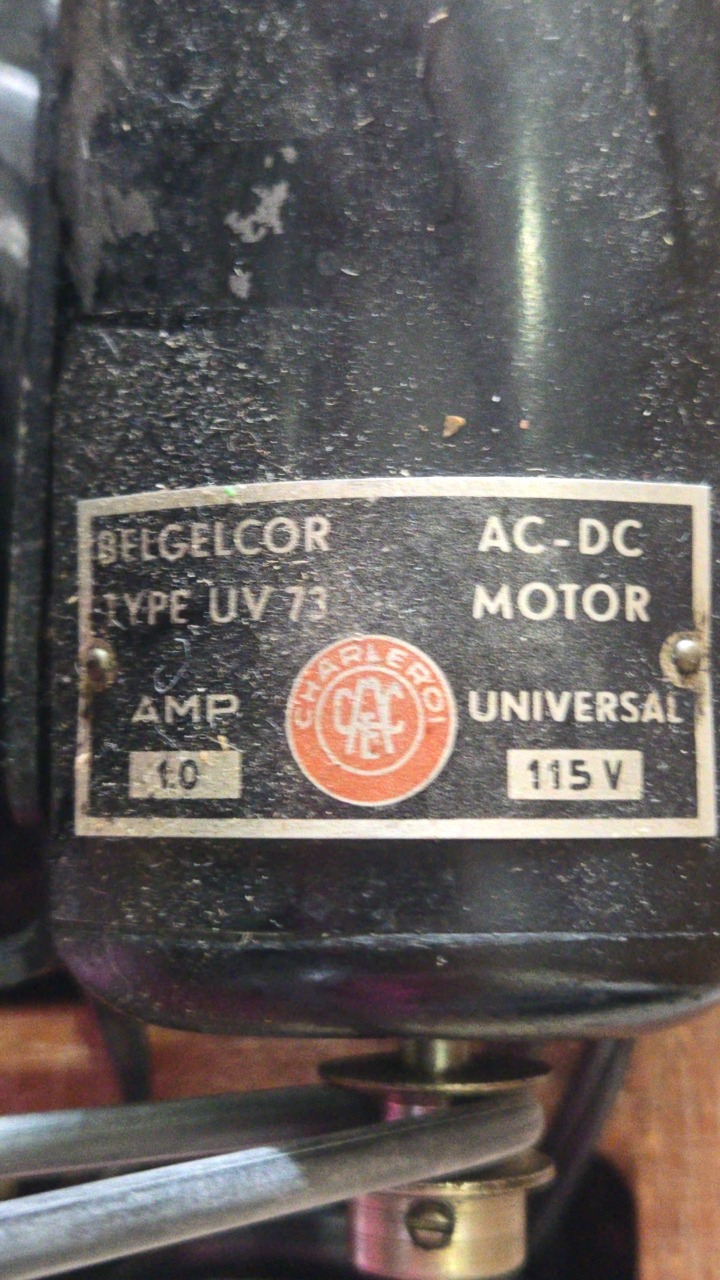 BELGELCOR
TYPE UV 73
AC-DC
MOTOR
AMP
1.0
CHARLEROI
ACEC
UNIVERSAL
115 V